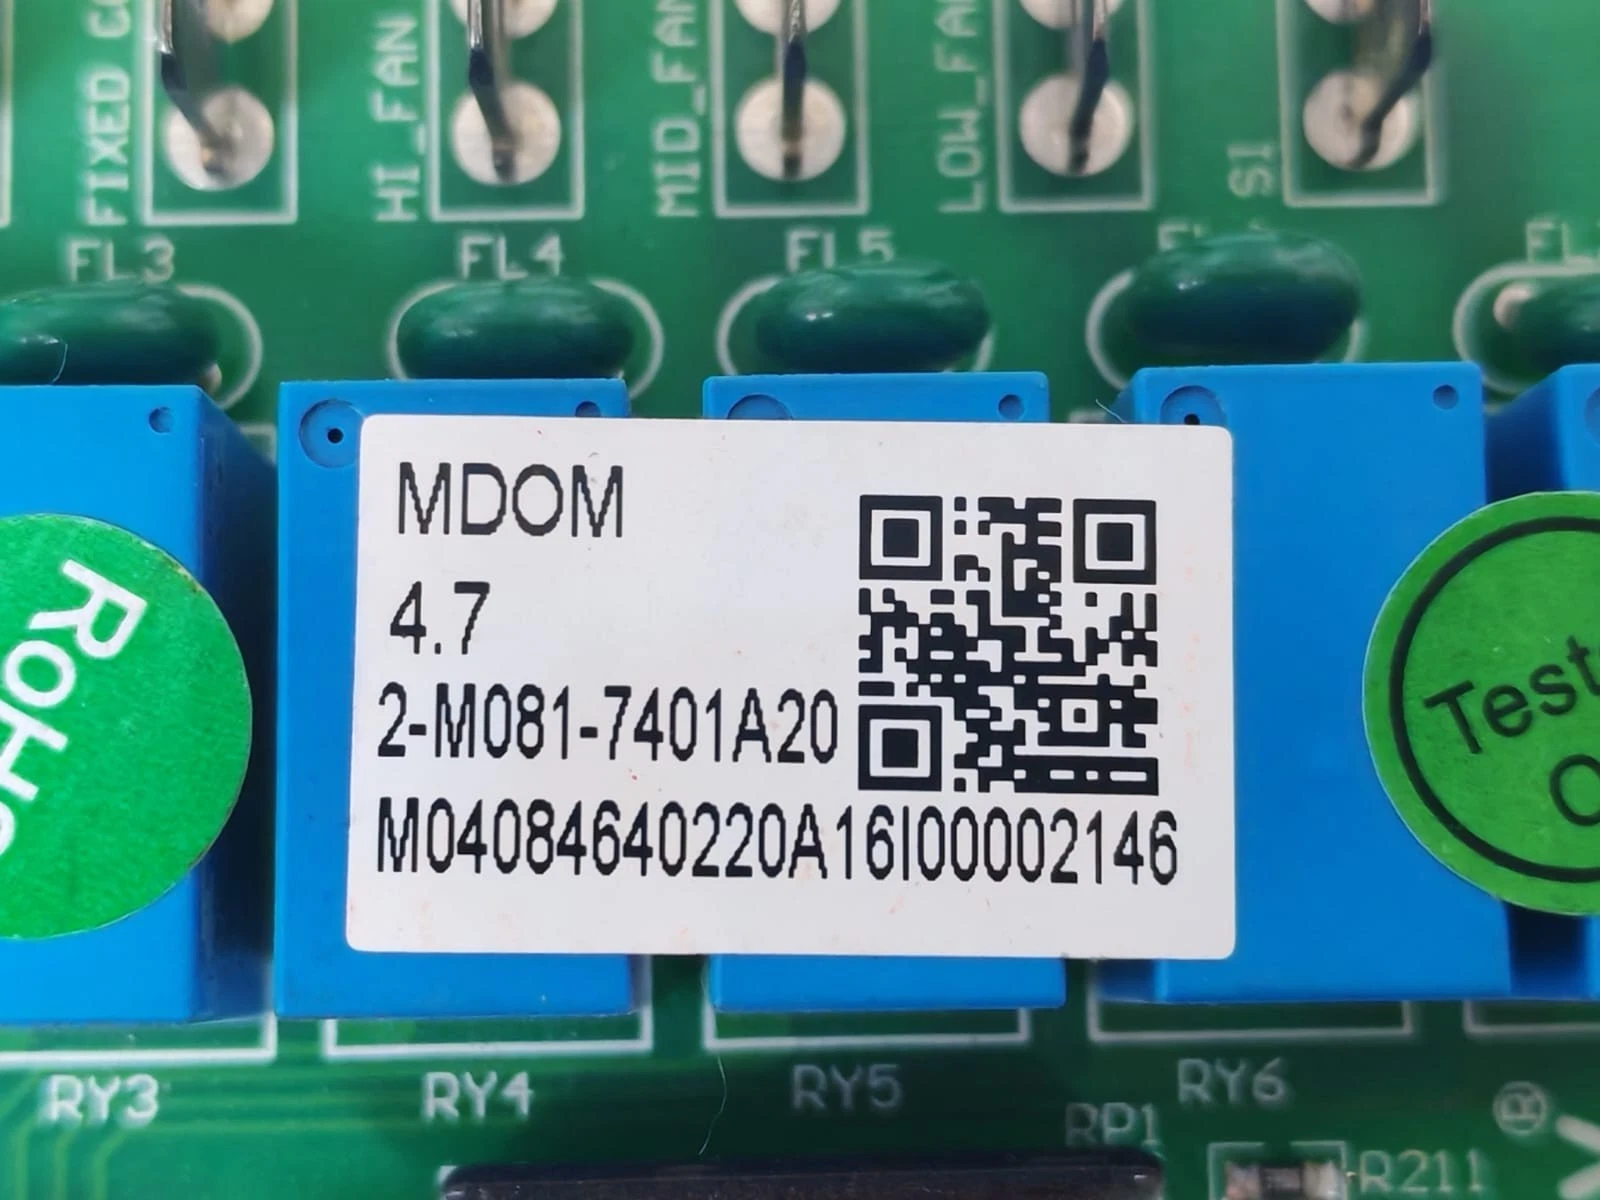 FIXED
HI_FAN
MID_FAN
LOW_FAN
S1
FL3
FL4
FL5
MDOM
4.7
2-M081-7401A20
M04084640220A16I00002146
RoHS
RY3
RY4
RY5
RY6
RP1
R211
®